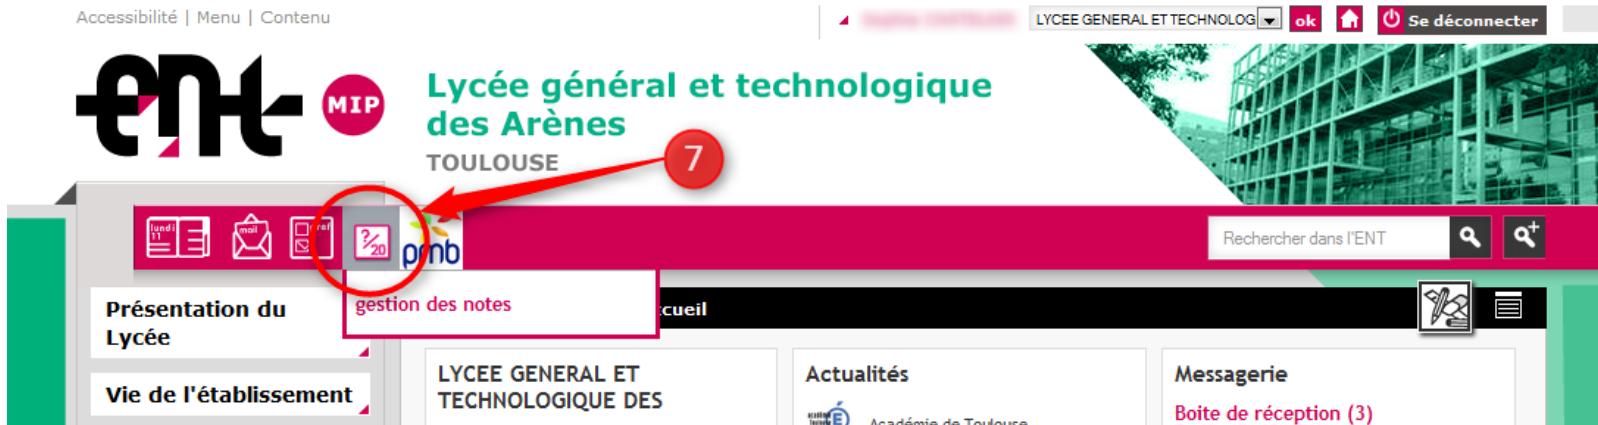 Accessibilité | Menu | Contenu
LYCEE GENERAL ET TECHNOLOG
ok
Se déconnecter
ent
MIP
Lycée général et technologique
des Arènes
TOULOUSE
7
lundi
11
mail
?/20
pmb
Rechercher dans l'ENT
gestion des notes
ccueil
Présentation du
Lycée
Vie de l'établissement
LYCEE GENERAL ET
TECHNOLOGIQUE DES
Actualités
Académie de Toulouse
Messagerie
Boite de réception (3)